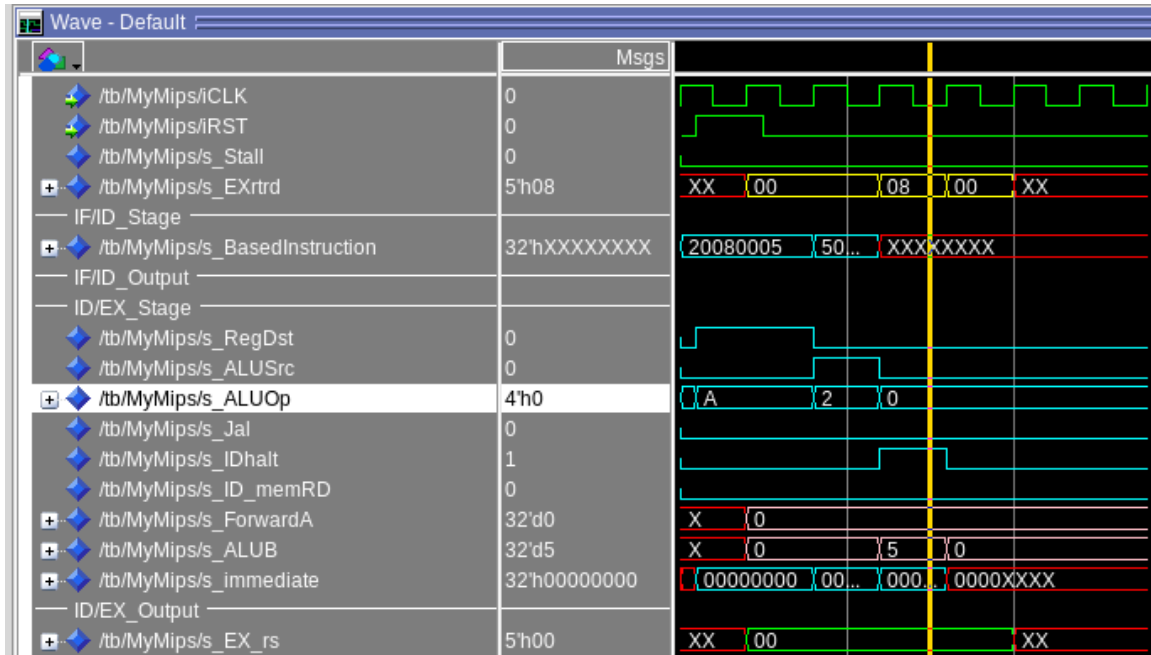 Wave - Default
Msgs
/tb/MyMips/iCLK 0
/tb/MyMips/iRST 0
/tb/MyMips/s_Stall 0
/tb/MyMips/s_EXrtrd 5'h08 XX 00 08 00 XX
IF/ID_Stage
/tb/MyMips/s_BasedInstruction 32'hXXXXXXXX 20080005 50... XXXXXXXX
IF/ID_Output
ID/EX_Stage
/tb/MyMips/s_RegDst 0
/tb/MyMips/s_ALUSrc 0
/tb/MyMips/s_ALUOp 4'h0 A 2 0
/tb/MyMips/s_Jal 0
/tb/MyMips/s_IDhalt 1
/tb/MyMips/s_ID_memRD 0
/tb/MyMips/s_ForwardA 32'd0 X 0
/tb/MyMips/s_ALUB 32'd5 X 0 5 0
/tb/MyMips/s_immediate 32'h00000000 00000000 00... 000... 0000XXXX
ID/EX_Output
/tb/MyMips/s_EX_rs 5'h00 XX 00 XX